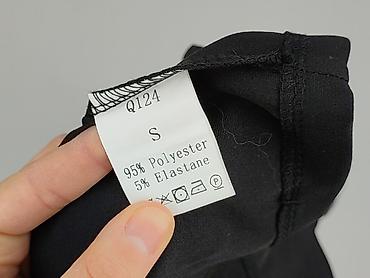 Q124
S
95% Polyester
5% Elastane
P